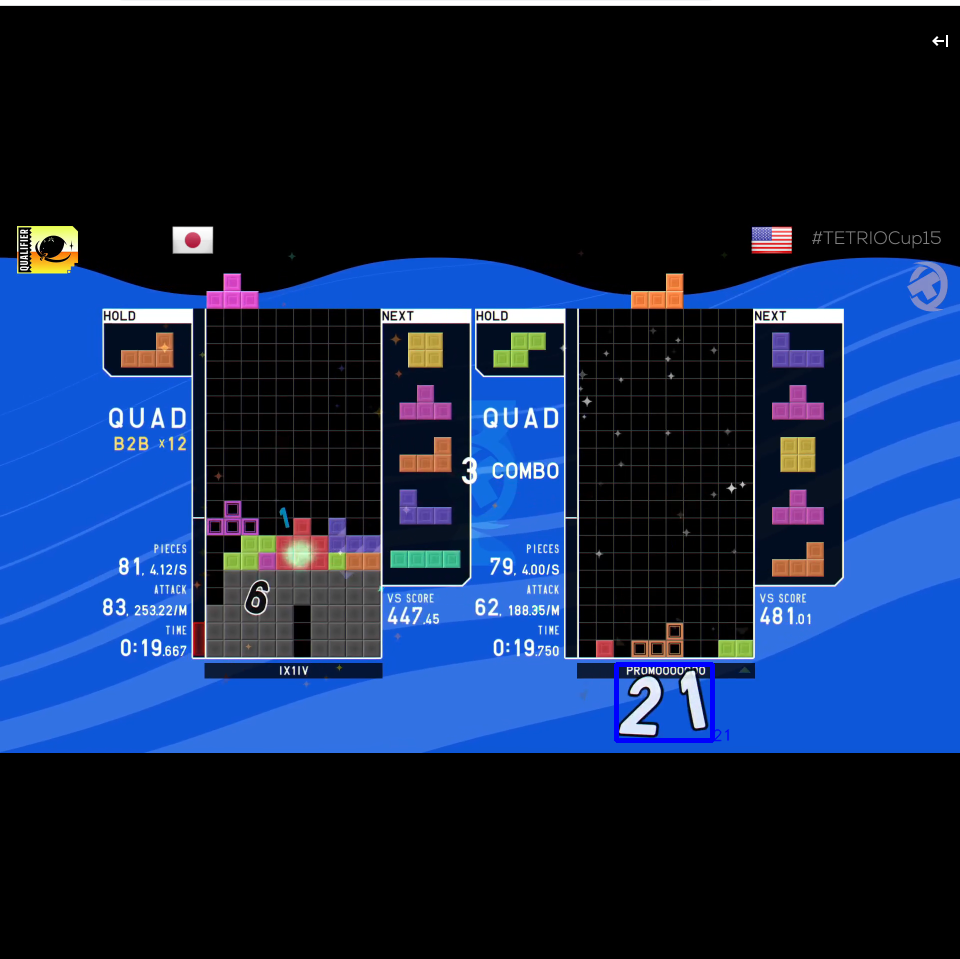 QUALIFIER
#TETRIOCup15
HOLD
NEXT
HOLD
NEXT
QUAD
B2B ×12
QUAD
3 COMBO
1
6
PIECES
81, 4.12/S
ATTACK
83, 253.22/M
TIME
0:19.667
VS SCORE
447.45
PIECES
79, 4.00/S
ATTACK
62, 188.35/M
TIME
0:19.750
VS SCORE
481.01
IX1IV
21
21